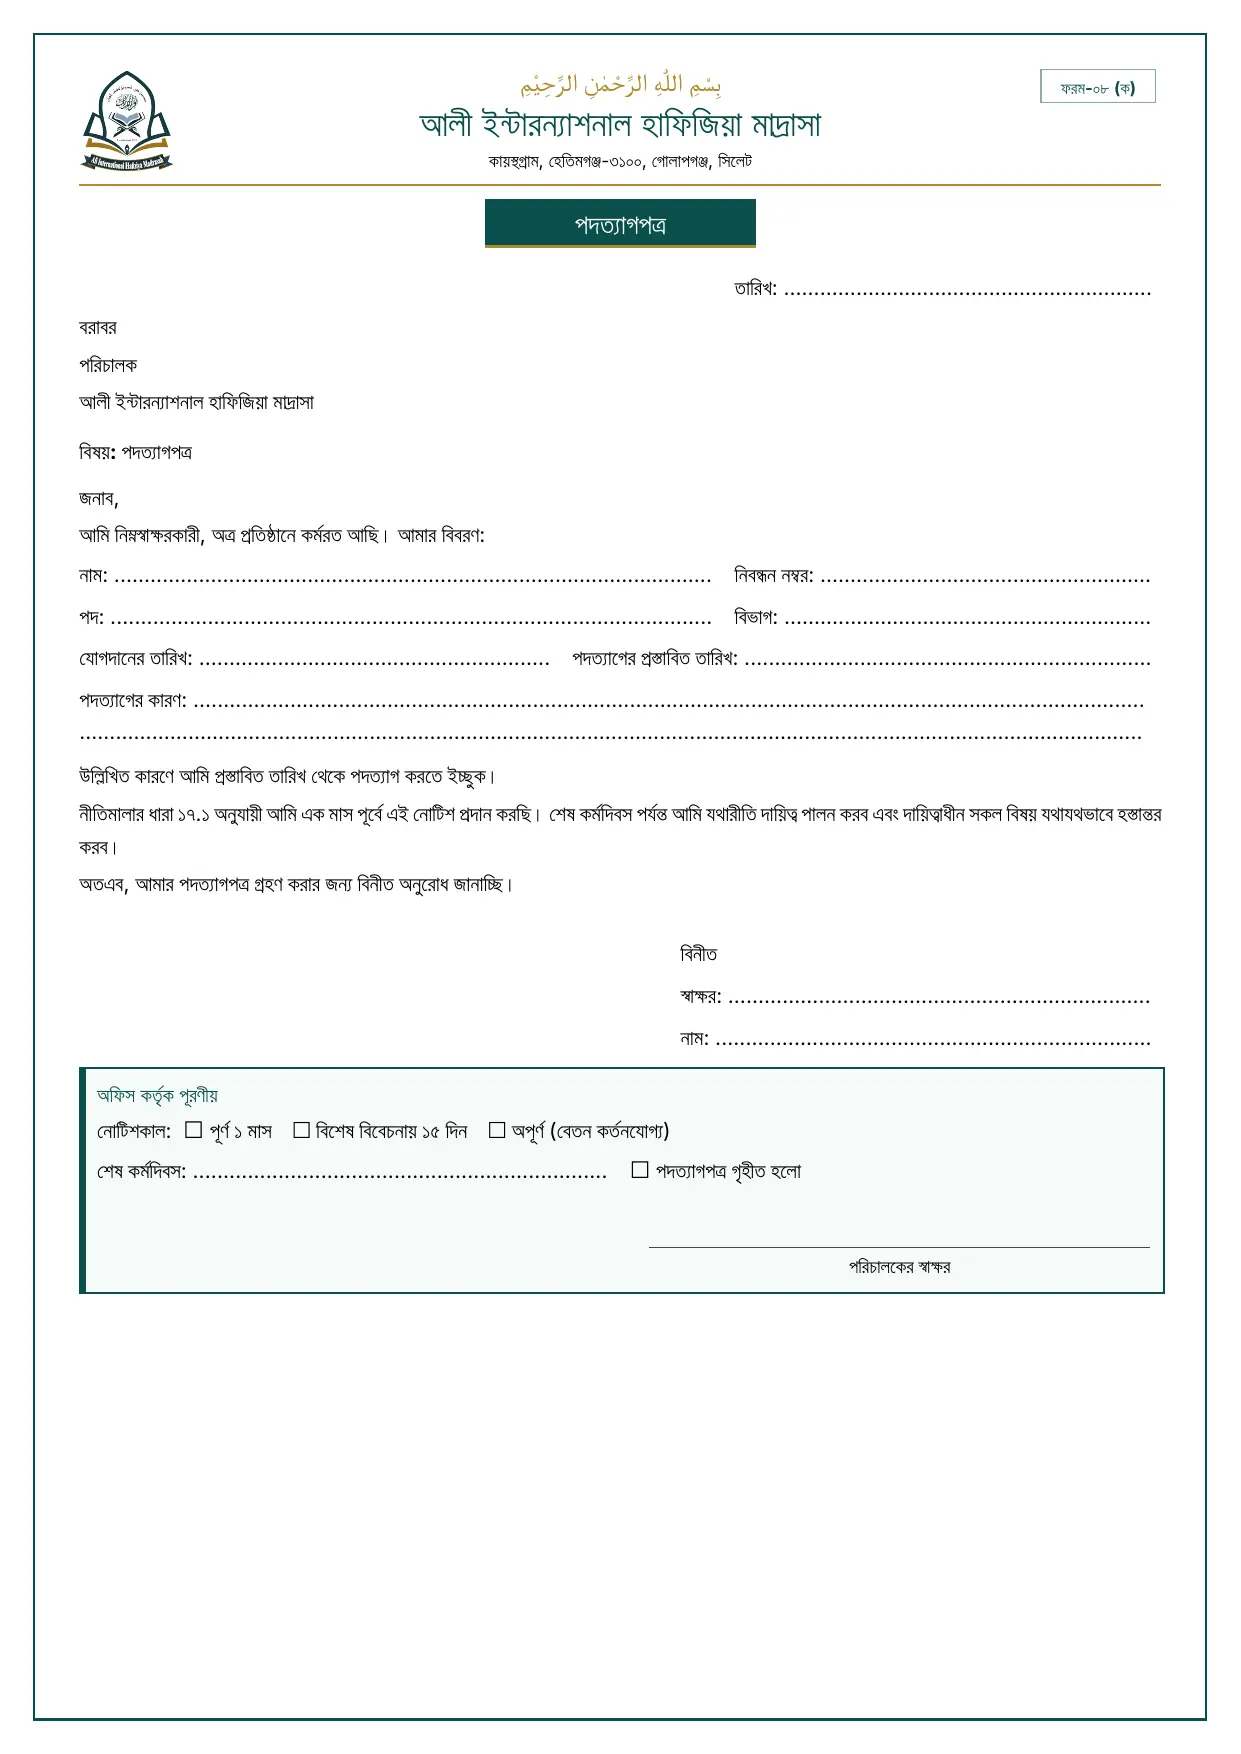 بِسْمِ اللّٰهِ الرَّحْمٰنِ الرَّحِيْمِ
ফরম-০৮ (ক)
আলী ইন্টারন্যাশনাল হাফিজিয়া মাদ্রাসা
কায়স্থগ্রাম, হেতিমগঞ্জ-৩১০০, গোলাপগঞ্জ, সিলেট
Ali International Hafiziya Madrasah
পদত্যাগপত্র
তারিখ: .............................................................
বরাবর
পরিচালক
আলী ইন্টারন্যাশনাল হাফিজিয়া মাদ্রাসা
বিষয়: পদত্যাগপত্র
জনাব,
আমি নিম্নস্বাক্ষরকারী, অত্র প্রতিষ্ঠানে কর্মরত আছি। আমার বিবরণ:
নাম: ................................................................................................... নিবন্ধন নম্বর: .......................................................
পদ: .................................................................................................... বিভাগ: .............................................................
যোগদানের তারিখ: .......................................................... পদত্যাগের প্রস্তাবিত তারিখ: ....................................................................
পদত্যাগের কারণ: ..............................................................................................................................................................
................................................................................................................................................................................
উল্লিখিত কারণে আমি প্রস্তাবিত তারিখ থেকে পদত্যাগ করতে ইচ্ছুক।
নীতিমালার ধারা ১৭.১ অনুযায়ী আমি এক মাস পূর্বে এই নোটিশ প্রদান করছি। শেষ কর্মদিবস পর্যন্ত আমি যথারীতি দায়িত্ব পালন করব এবং দায়িত্বাধীন সকল বিষয় যথাযথভাবে হস্তান্তর
করব।
অতএব, আমার পদত্যাগপত্র গ্রহণ করার জন্য বিনীত অনুরোধ জানাচ্ছি।
বিনীত
স্বাক্ষর: ......................................................................
নাম: ........................................................................
অফিস কর্তৃক পূরণীয়
নোটিশকাল: ☐ পূর্ণ ১ মাস ☐ বিশেষ বিবেচনায় ১৫ দিন ☐ অপূর্ণ (বেতন কর্তনযোগ্য)
শেষ কর্মদিবস: .................................................................... ☐ পদত্যাগপত্র গৃহীত হলো
পরিচালকের স্বাক্ষর